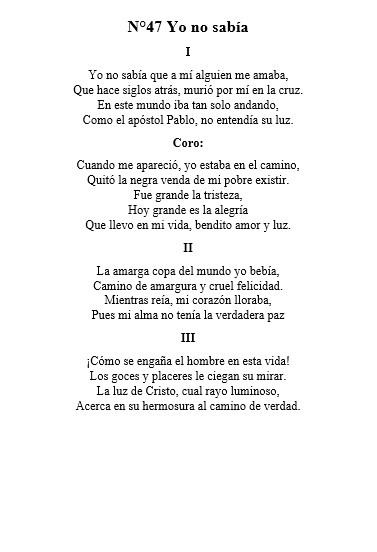 N°47 Yo no sabía
I
Yo no sabía que a mí alguien me amaba,
Que hace siglos atrás, murió por mí en la cruz.
En este mundo iba tan solo andando,
Como el apóstol Pablo, no entendía su luz.
Coro:
Cuando me apareció, yo estaba en el camino,
Quitó la negra venda de mi pobre existir.
Fue grande la tristeza,
Hoy grande es la alegría
Que llevo en mi vida, bendito amor y luz.
II
La amarga copa del mundo yo bebía,
Camino de amargura y cruel felicidad.
Mientras reía, mi corazón lloraba,
Pues mi alma no tenía la verdadera paz
III
¡Cómo se engaña el hombre en esta vida!
Los goces y placeres le ciegan su mirar.
La luz de Cristo, cual rayo luminoso,
Acerca en su hermosura al camino de verdad.